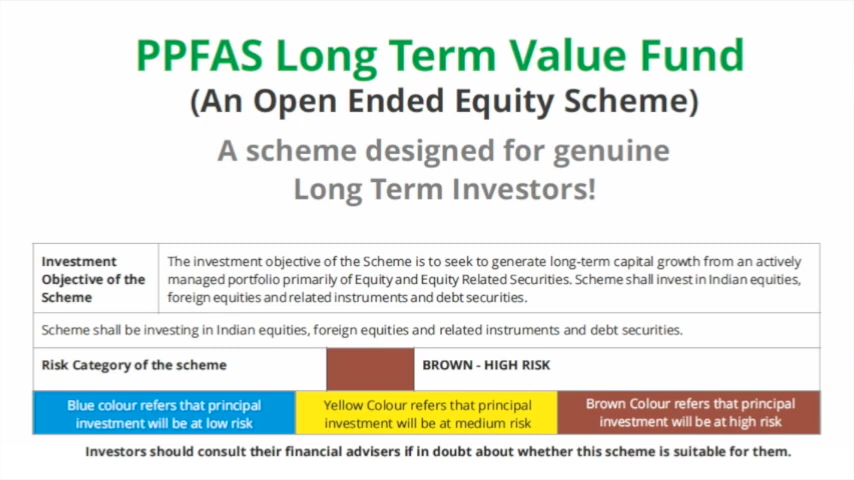 PPFAS Long Term Value Fund
(An Open Ended Equity Scheme)
A scheme designed for genuine
Long Term Investors!
Investment
Objective of the
Scheme
The investment objective of the Scheme is to seek to generate long-term capital growth from an actively
managed portfolio primarily of Equity and Equity Related Securities. Scheme shall invest in Indian equities,
foreign equities and related instruments and debt securities.
Scheme shall be investing in Indian equities, foreign equities and related instruments and debt securities.
Risk Category of the scheme
BROWN - HIGH RISK
Blue colour refers that principal
investment will be at low risk
Yellow Colour refers that principal
investment will be at medium risk
Brown Colour refers that principal
investment will be at high risk
Investors should consult their financial advisers if in doubt about whether this scheme is suitable for them.